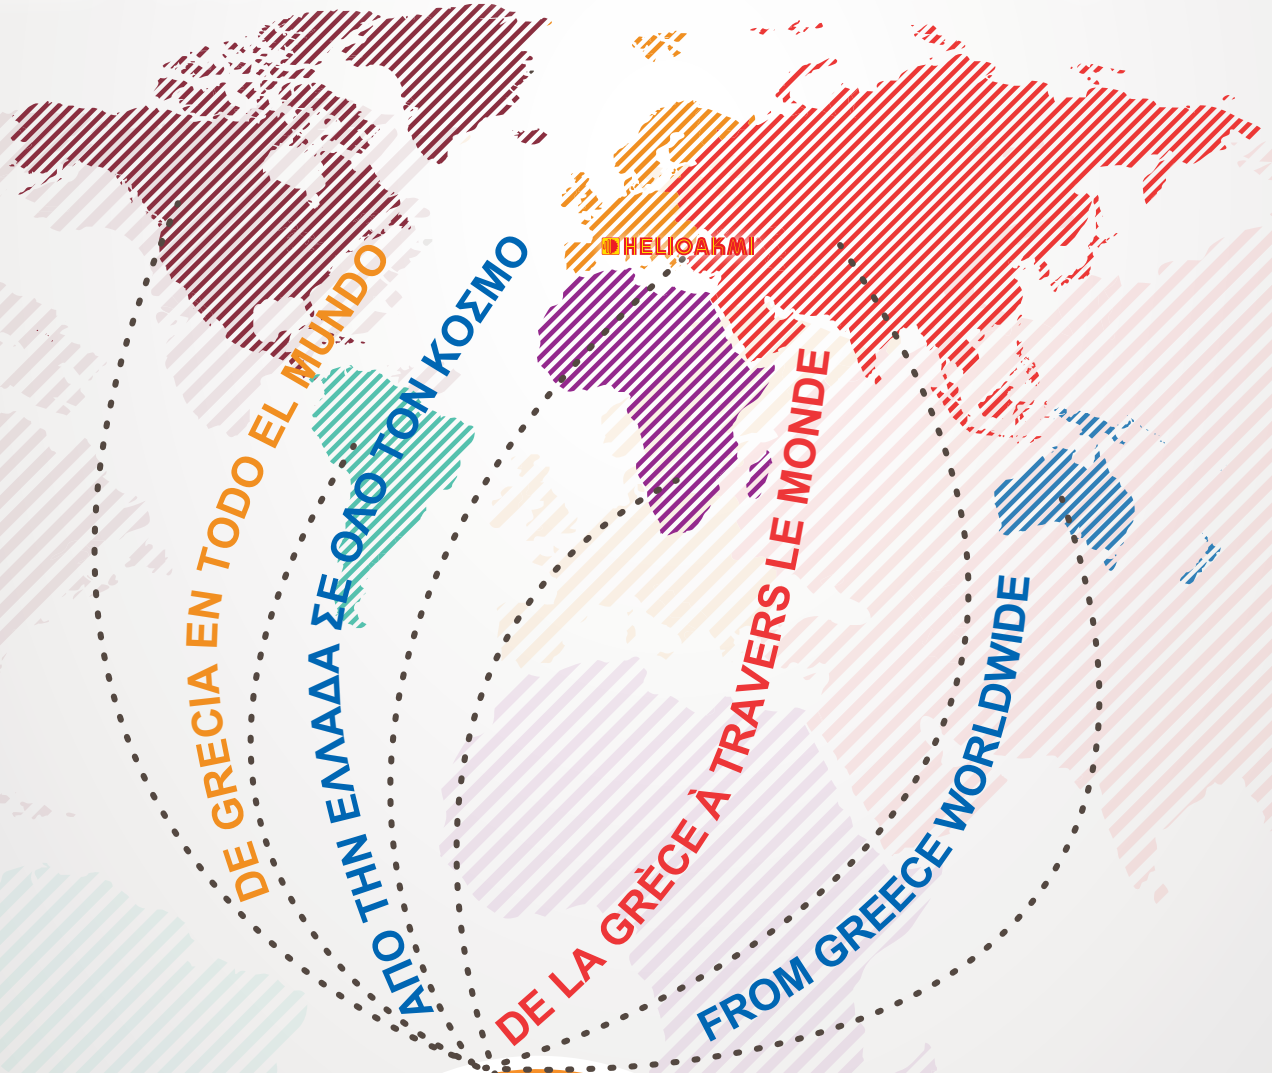 HELIOAKMI
DE GRECIA EN TODO EL MUNDO
ΑΠΟ ΤΗΝ ΕΛΛΑΔΑ ΣΕ ΟΛΟ ΤΟΝ ΚΟΣΜΟ
DE LA GRÈCE À TRAVERS LE MONDE
FROM GREECE WORLDWIDE